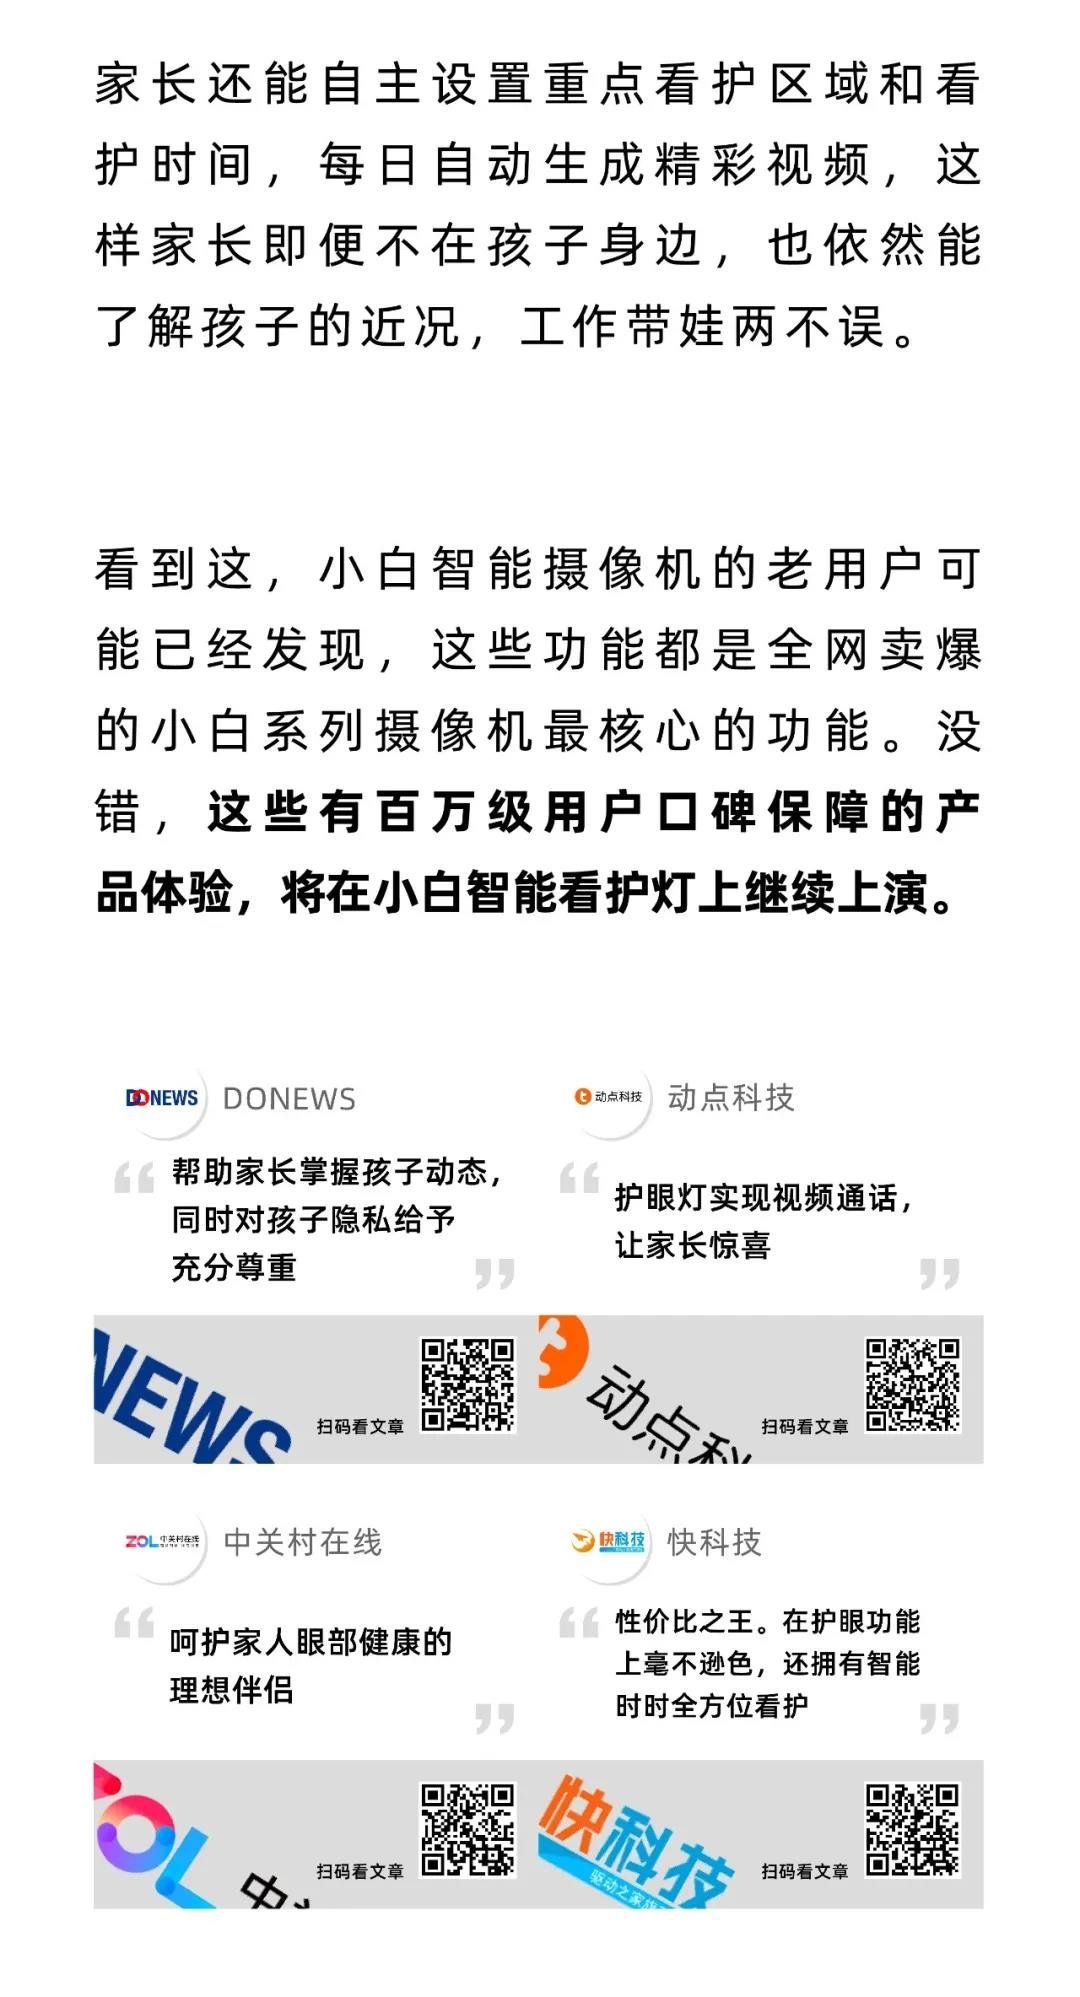 家长还能自主设置重点看护区域和看
护时间，每日自动生成精彩视频，这
样家长即便不在孩子身边，也依然能
了解孩子的近况，工作带娃两不误。
看到这，小白智能摄像机的老用户可
能已经发现，这些功能都是全网卖爆
的小白系列摄像机最核心的功能。没
错，这些有百万级用户口碑保障的产
品体验，将在小白智能看护灯上继续上演。
DONEWS DONEWS
“帮助家长掌握孩子动态，
同时对孩子隐私给予
充分尊重”
NEWS 扫码看文章
动点科技 动点科技
“护眼灯实现视频通话，
让家长惊喜”
动点科 扫码看文章
ZOL 中关村在线 中关村在线
“呵护家人眼部健康的
理想伴侣”
ZOL 中 扫码看文章
快科技 快科技
“性价比之王。在护眼功能
上毫不逊色，还拥有智能
时时全方位看护”
快科技
驱动之家旗
扫码看文章